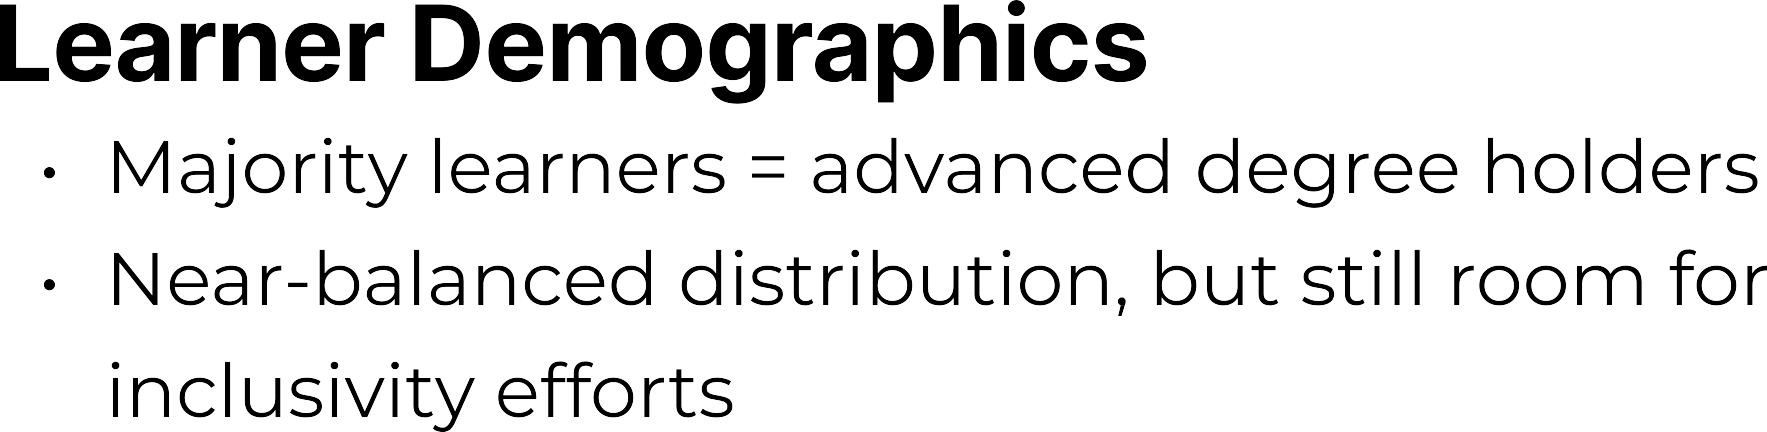 Learner Demographics
• Majority learners = advanced degree holders
• Near-balanced distribution, but still room for
inclusivity efforts